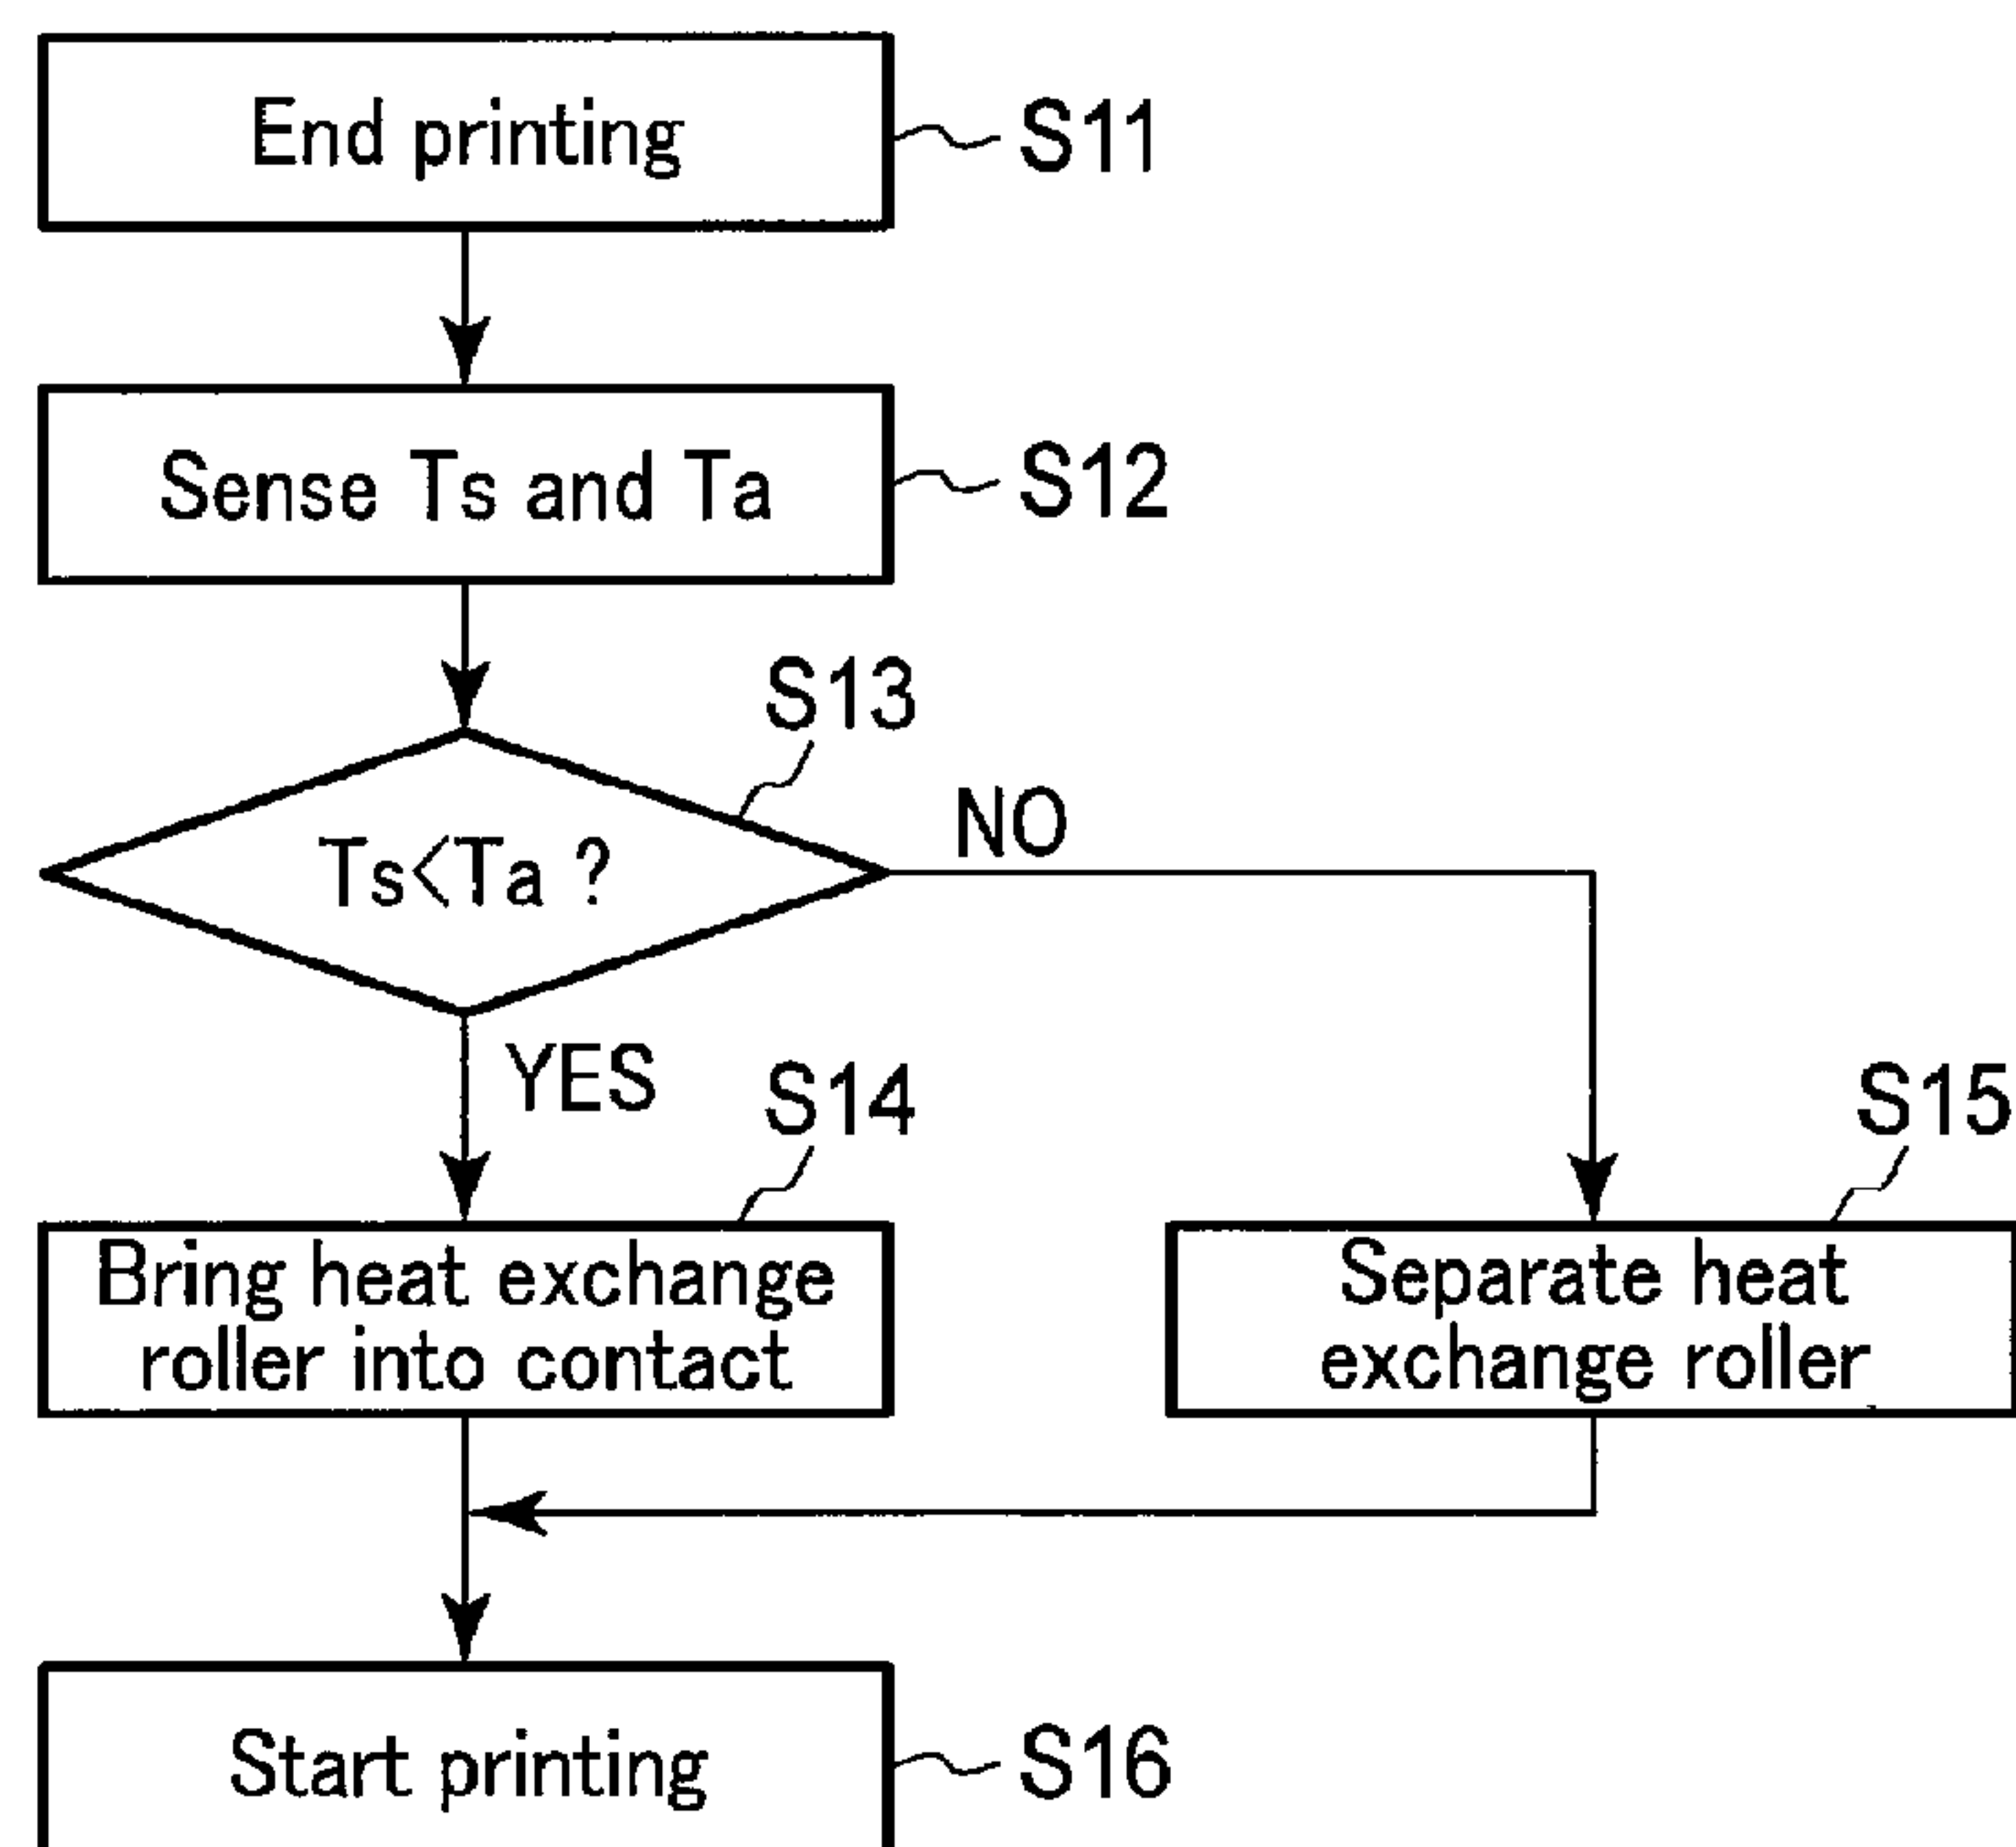 End printing
S11
Sense Ts and Ta
S12
S13
Ts<Ta ?
NO
YES
S14
S15
Bring heat exchange
roller into contact
Separate heat
exchange roller
Start printing
S16